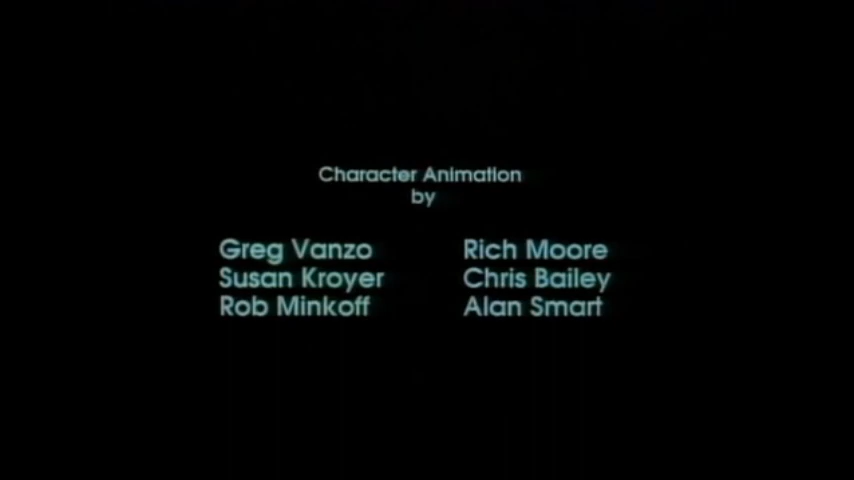 Character Animation
by
Greg Vanzo
Susan Kroyer
Rob Minkoff
Rich Moore
Chris Bailey
Alan Smart